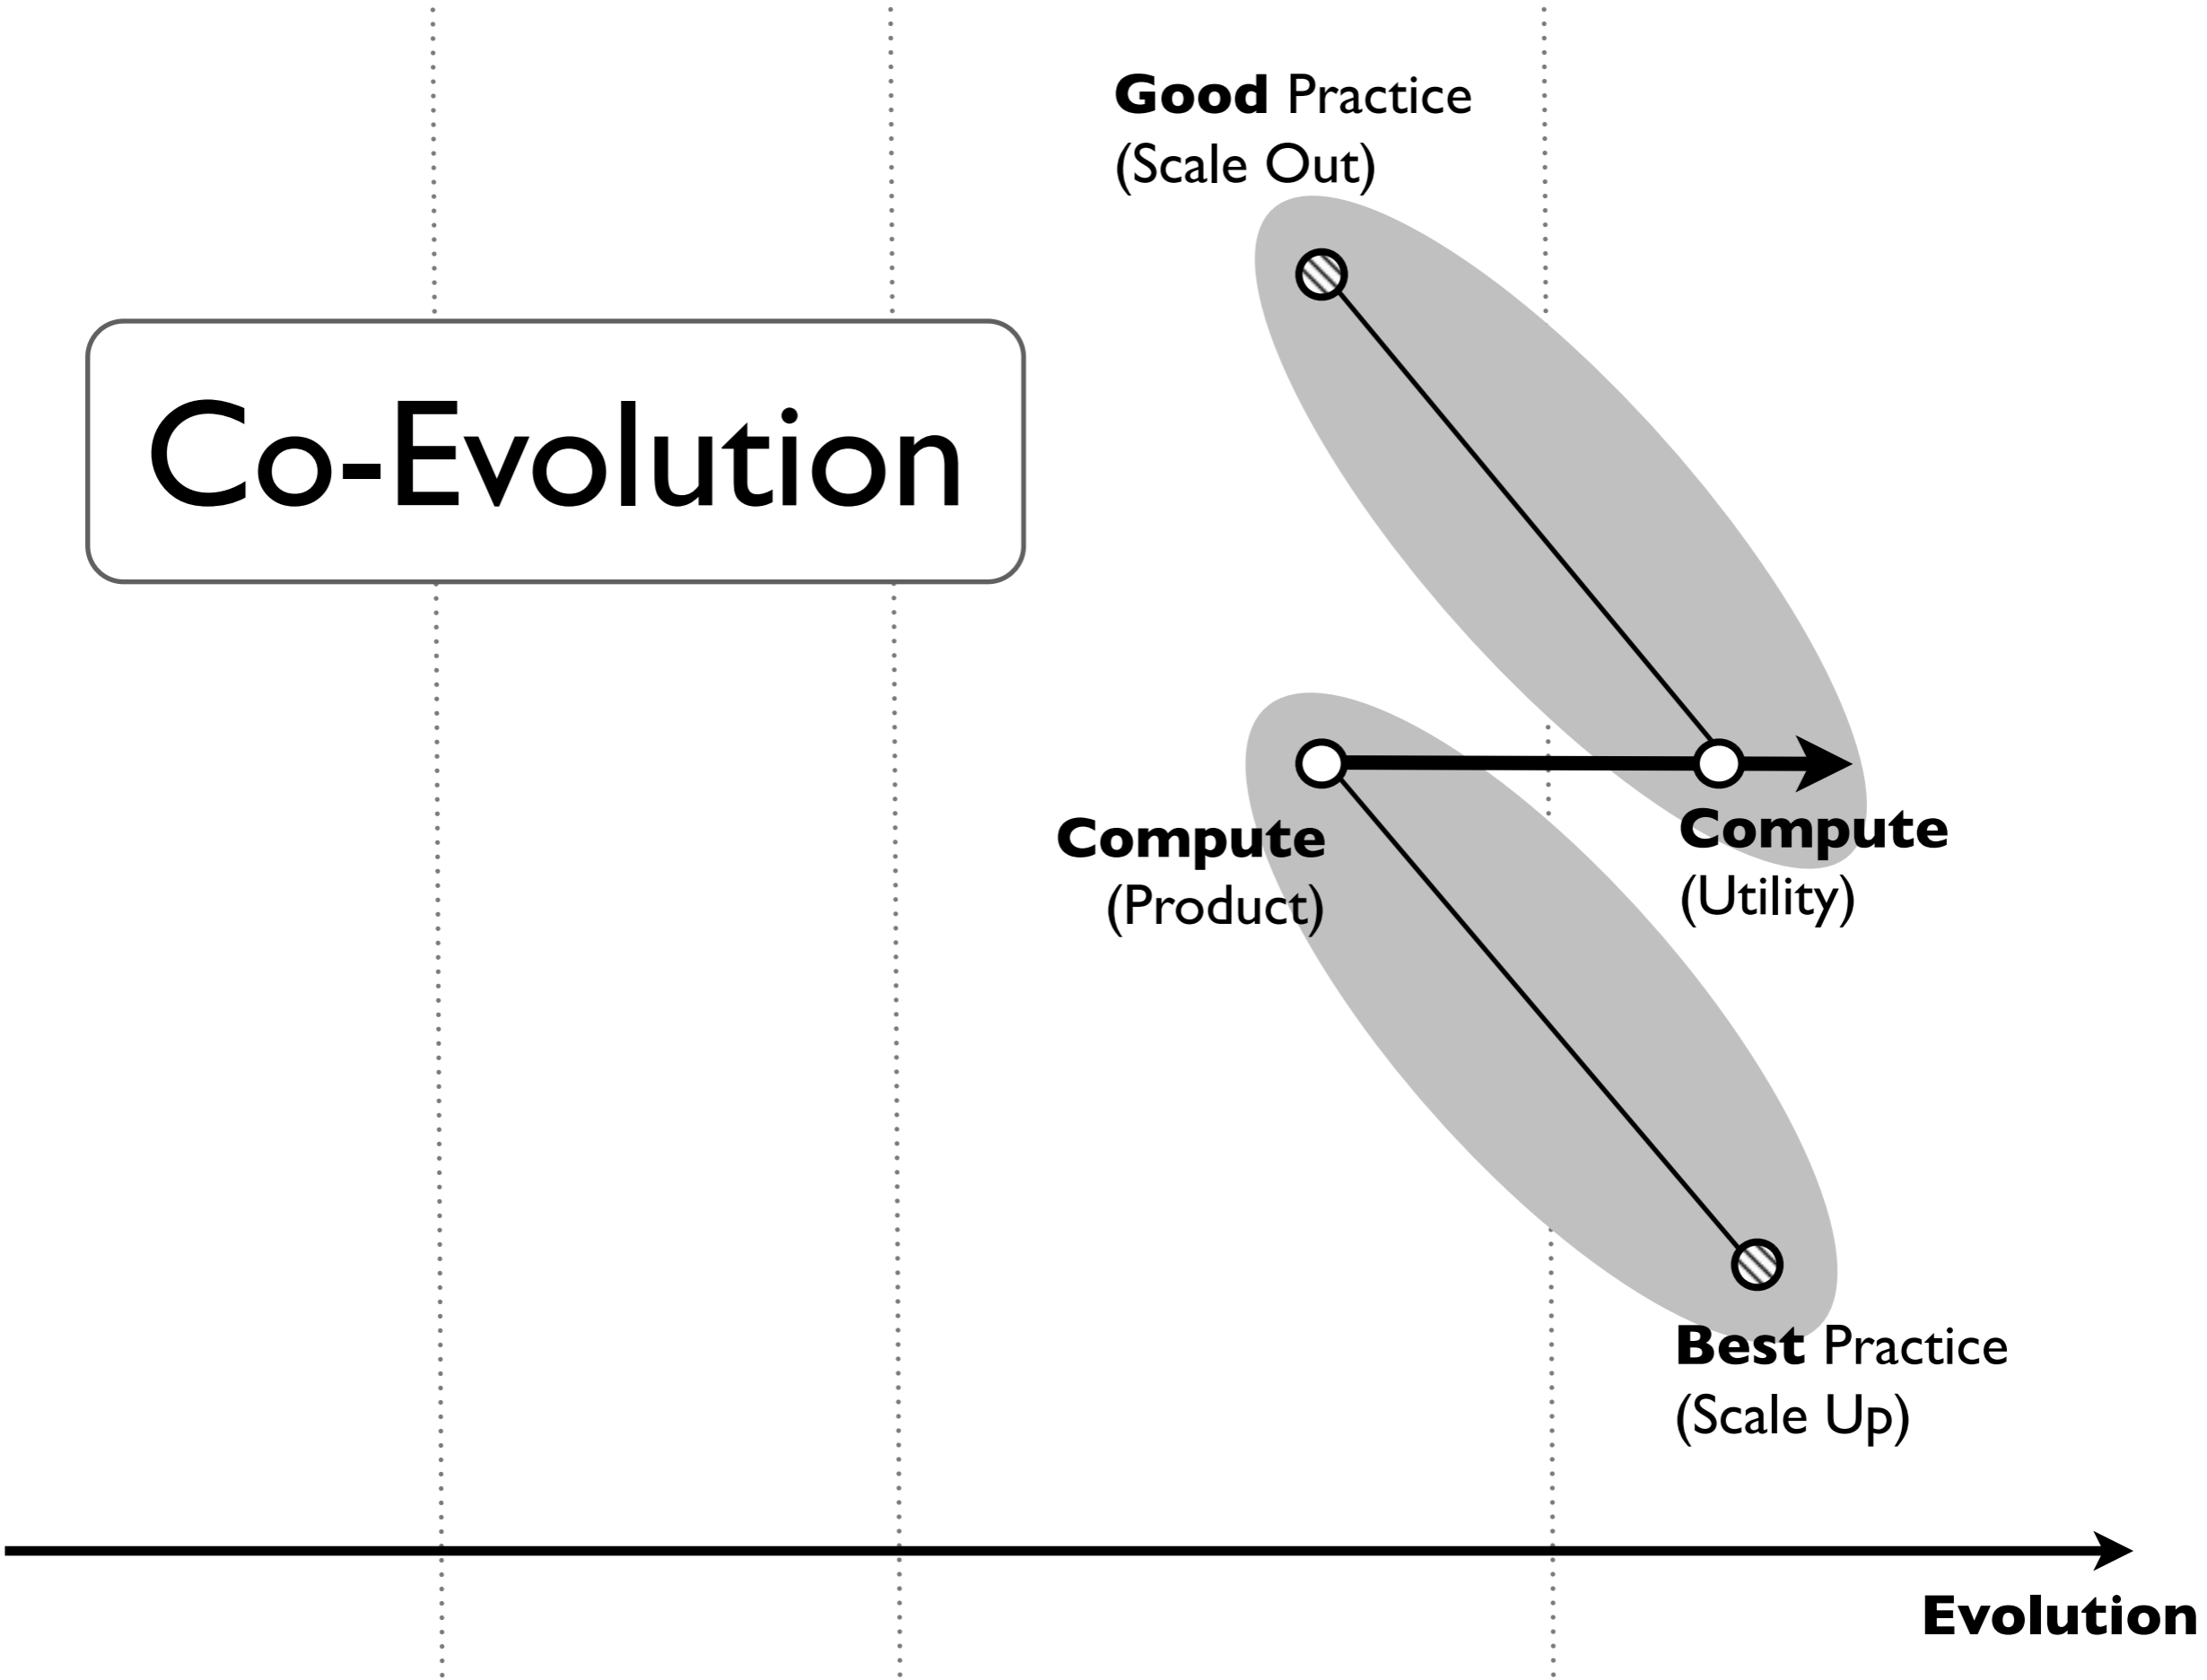 Good Practice
(Scale Out)
Co-Evolution
Compute
(Product)
Compute
(Utility)
Best Practice
(Scale Up)
Evolution